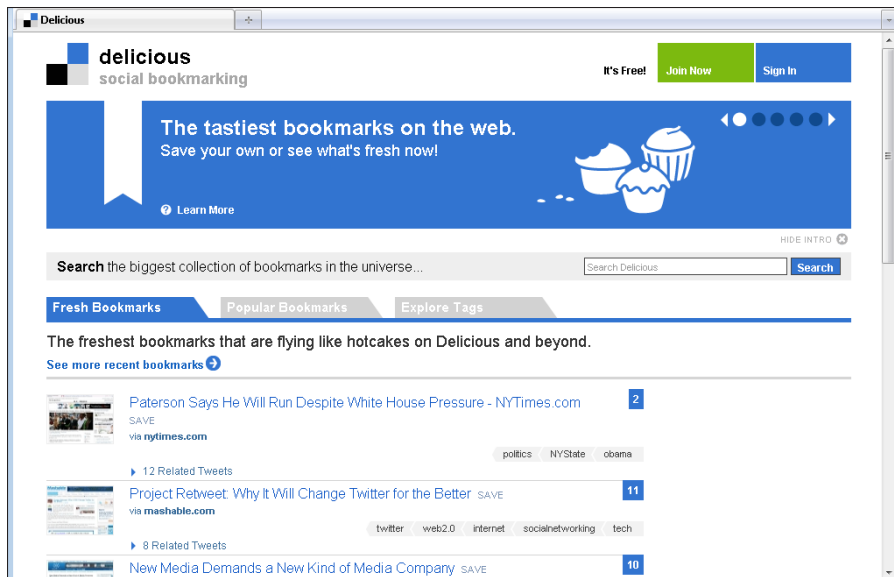 Delicious
delicious
social bookmarking
It's Free!
Join Now
Sign In
The tastiest bookmarks on the web.
Save your own or see what's fresh now!
Learn More
HIDE INTRO
Search the biggest collection of bookmarks in the universe...
Search Delicious
Search
Fresh Bookmarks
Popular Bookmarks
Explore Tags
The freshest bookmarks that are flying like hotcakes on Delicious and beyond.
See more recent bookmarks
Paterson Says He Will Run Despite White House Pressure - NYTimes.com
2
SAVE
via nytimes.com
politics NYState obama
12 Related Tweets
Project Retweet: Why It Will Change Twitter for the Better SAVE
11
via mashable.com
twitter web2.0 internet socialnetworking tech
8 Related Tweets
New Media Demands a New Kind of Media Company SAVE
10